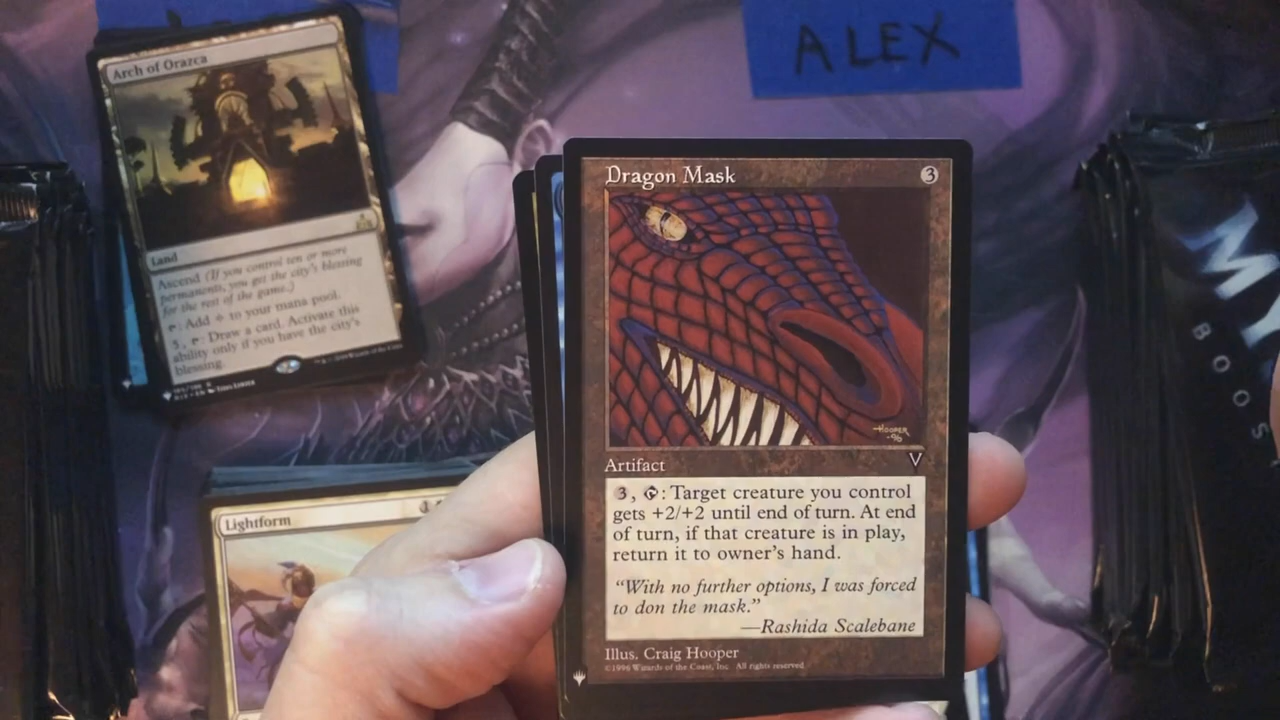 ALEX
Arch of Orazca
Land
Ascend (If you control ten or more
permanents, you get the city's blessing
for the rest of the game.)
: Add to your mana pool.
5, : Draw a card. Activate this
ability only if you have the city's
blessing.
Lightform
Dragon Mask 3
HOOPER
-96
Artifact V
3, : Target creature you control
gets +2/+2 until end of turn. At end
of turn, if that creature is in play,
return it to owner's hand.
“With no further options, I was forced
to don the mask.”
—Rashida Scalebane
Illus. Craig Hooper
©1996 Wizards of the Coast, Inc. All rights reserved.
MY
BOOS